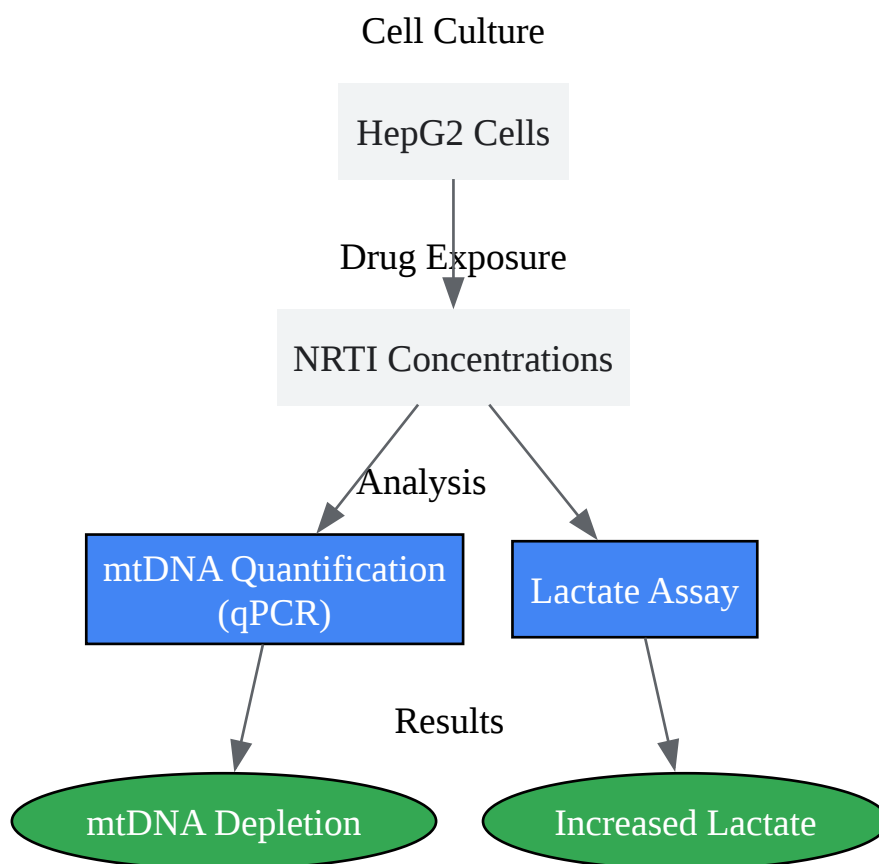 Cell Culture
HepG2 Cells
Drug Exposure
NRTI Concentrations
Analysis
mtDNA Quantification
(qPCR)
Lactate Assay
Results
mtDNA Depletion
Increased Lactate